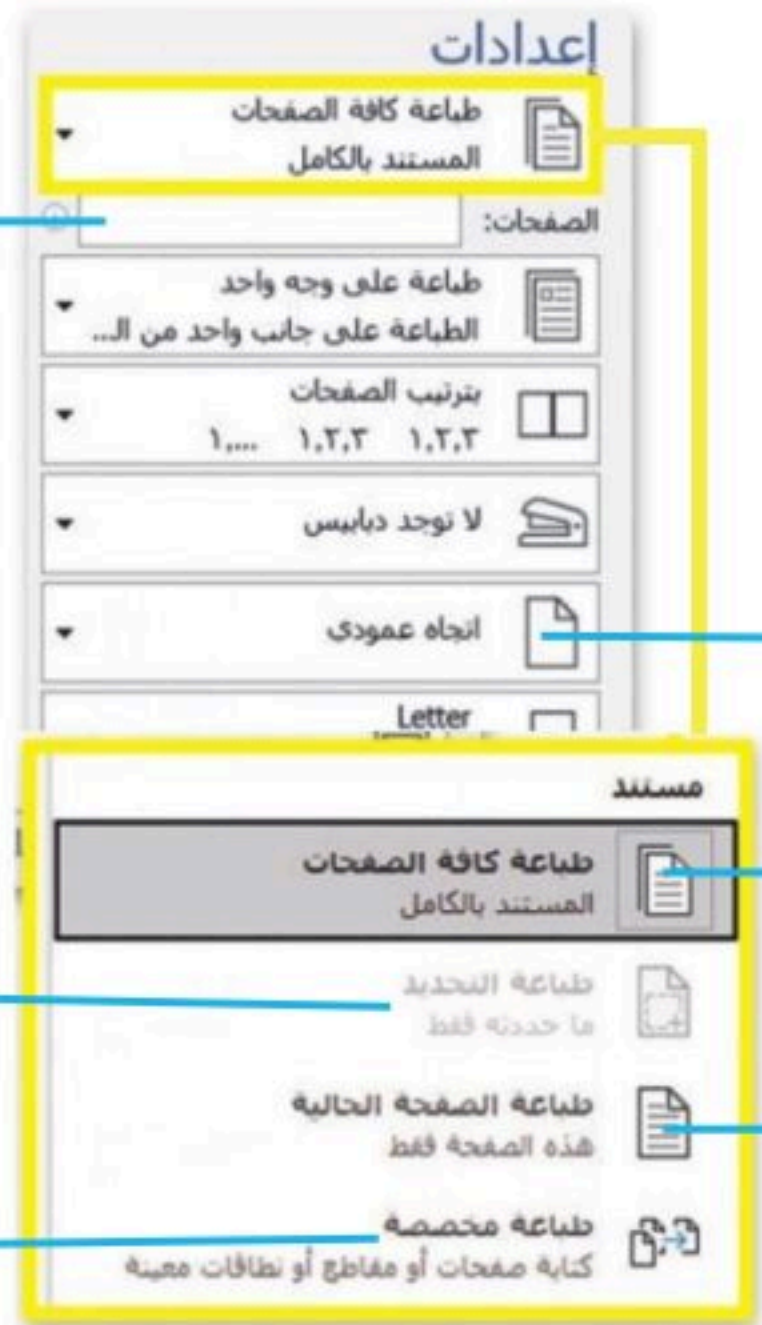 إعدادات
طباعة كافة الصفحات
المستند بالكامل
الصفحات:
طباعة على وجه واحد
الطباعة على جانب واحد من الـ...
بترتيب الصفحات
١,٢,٣ ١,٢,٣ ١,...
لا توجد دبابيس
اتجاه عمودي
Letter
مستند
طباعة كافة الصفحات
المستند بالكامل
طباعة التحديد
ما حددته فقط
طباعة الصفحة الحالية
هذه الصفحة فقط
طباعة مخصصة
كتابة صفحات أو مقاطع أو نطاقات معينة